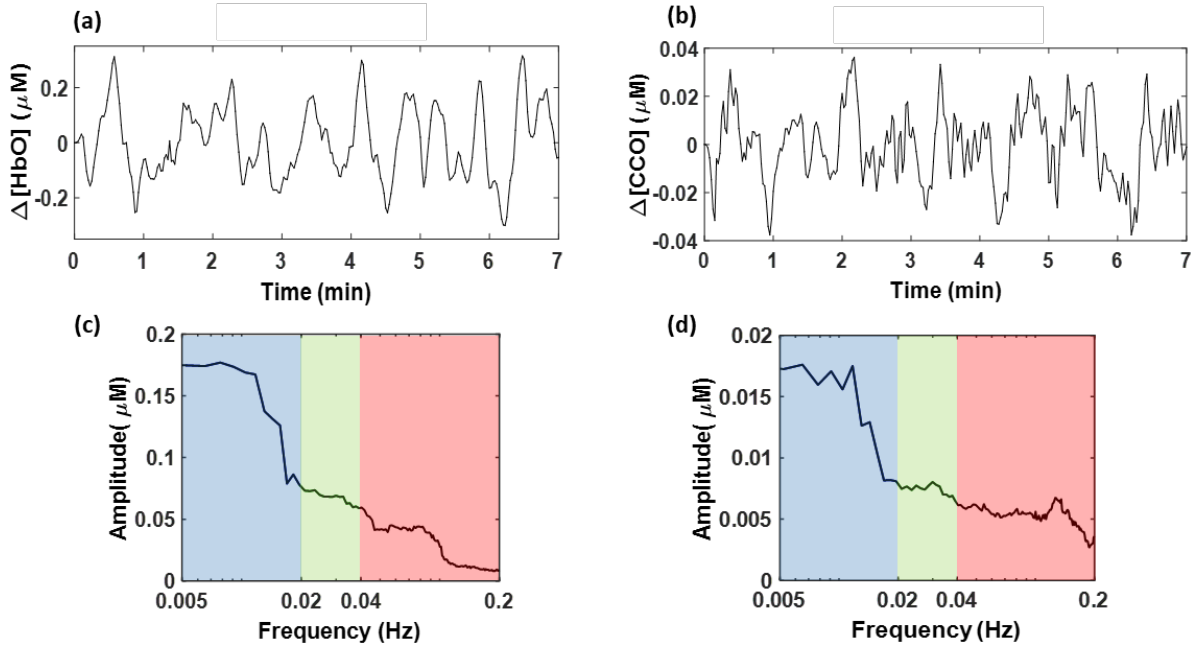 (a)
Δ[HbO] (μM)
0.2
0
-0.2
0 1 2 3 4 5 6 7
Time (min)
(b)
Δ[CCO] (μM)
0.04
0.02
0
-0.02
-0.04
0 1 2 3 4 5 6 7
Time (min)
(c)
Amplitude( μM)
0.2
0.15
0.1
0.05
0
0.005 0.02 0.04 0.2
Frequency (Hz)
(d)
Amplitude( μM)
0.02
0.015
0.01
0.005
0
0.005 0.02 0.04 0.2
Frequency (Hz)